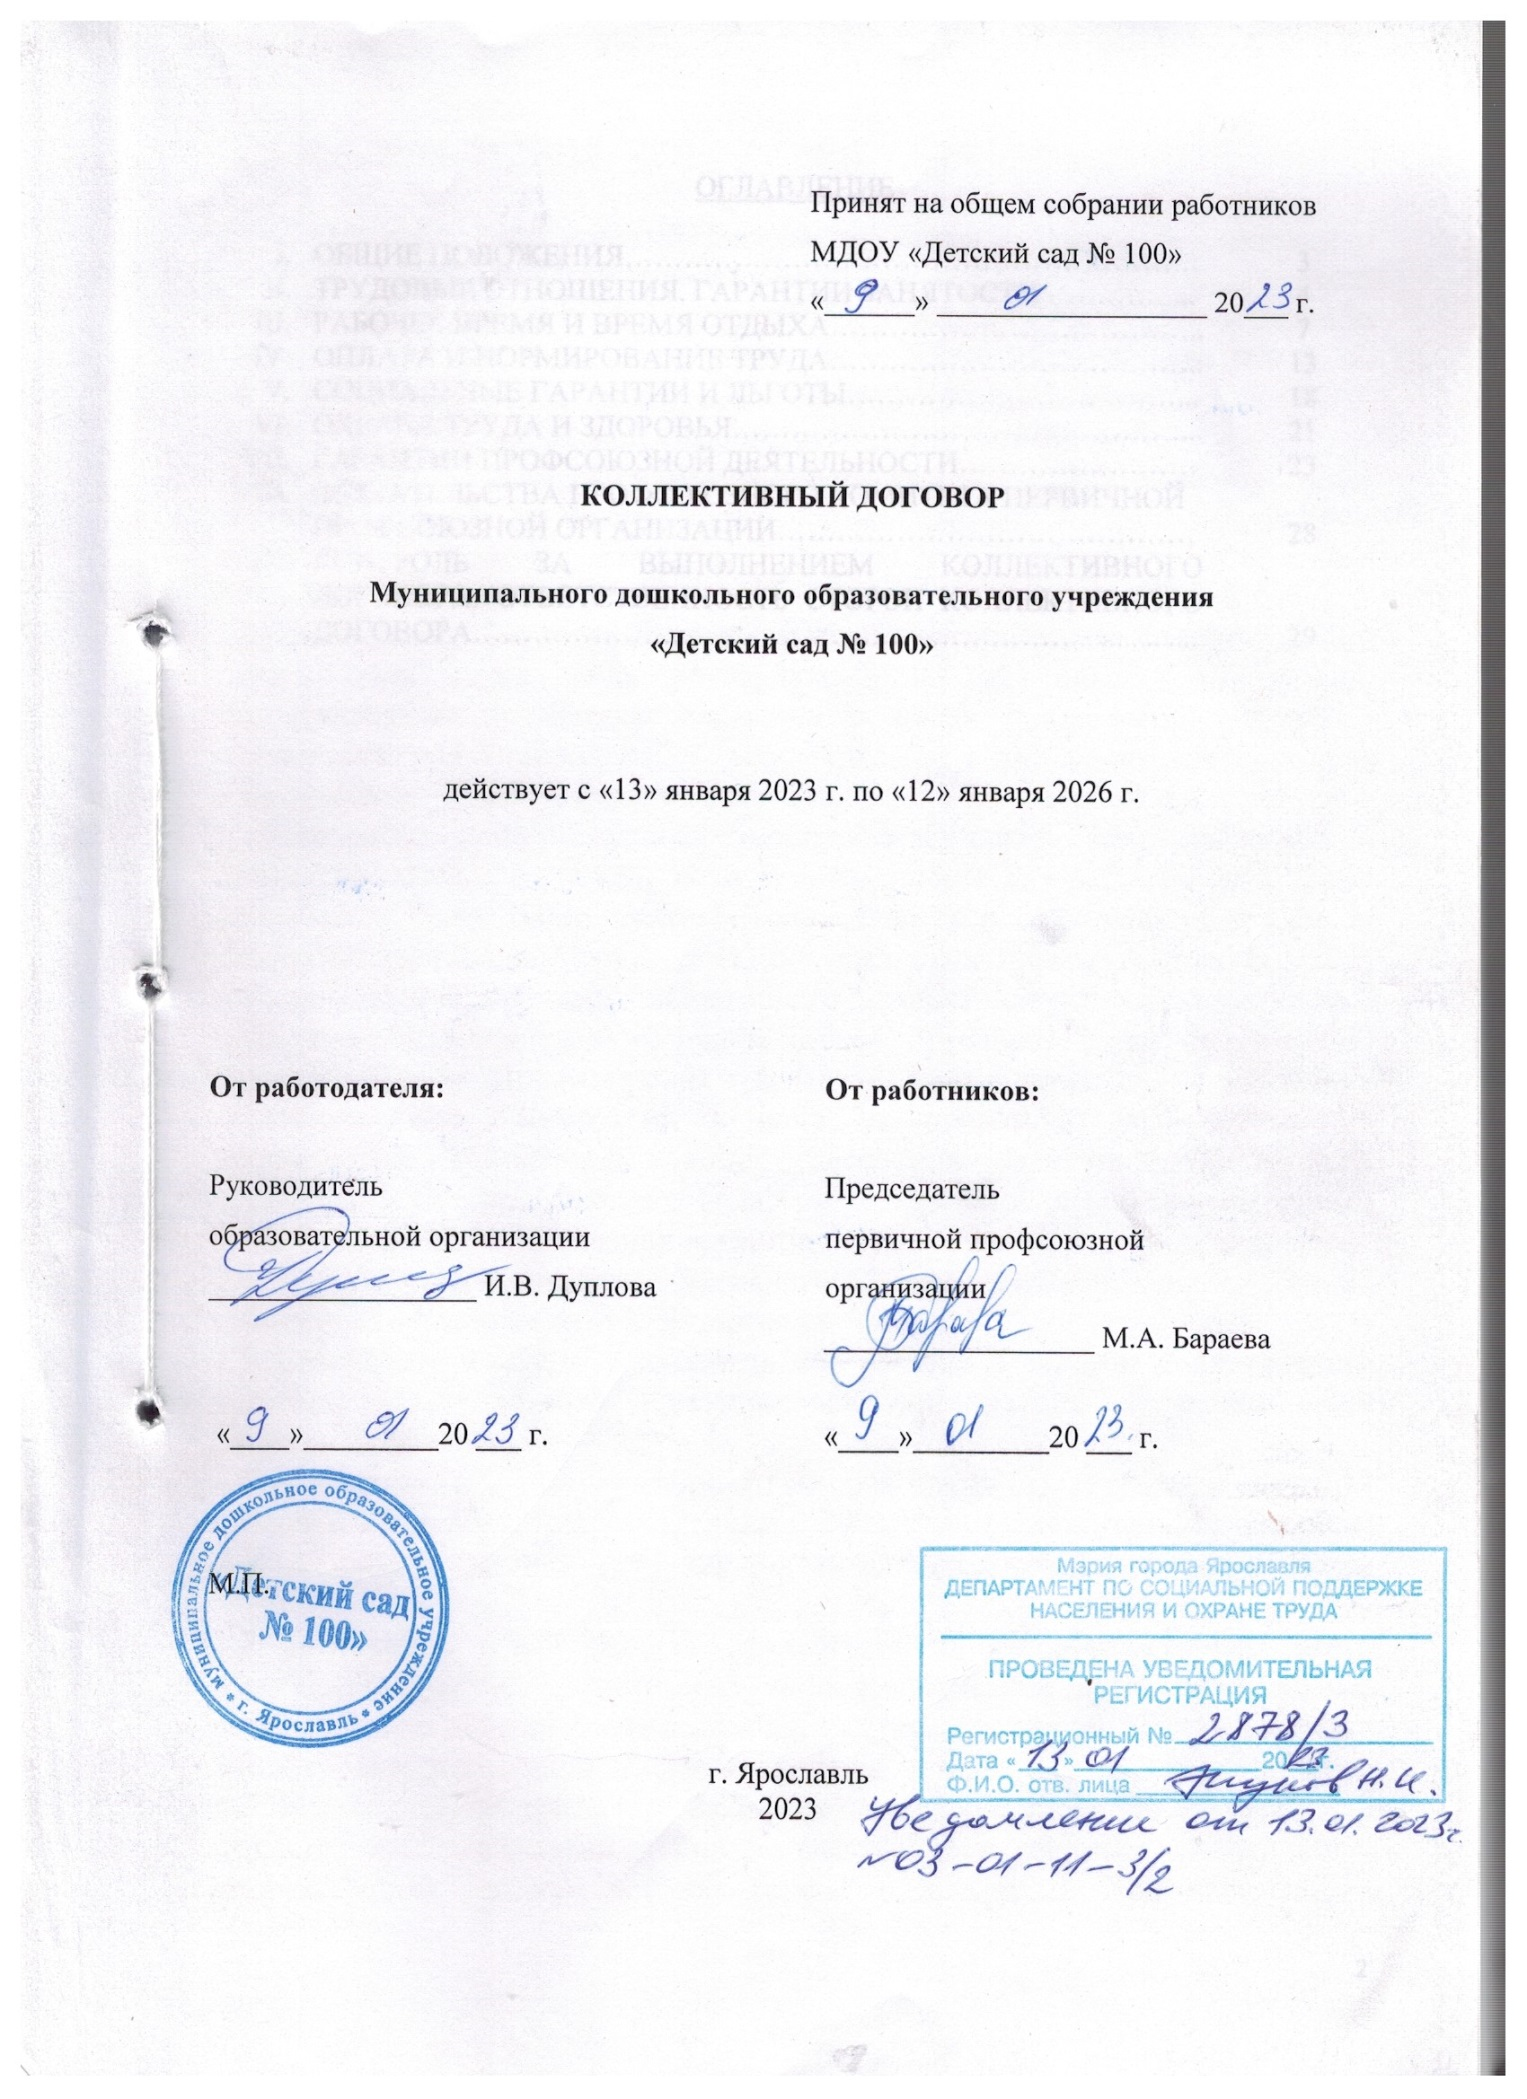 Принят на общем собрании работников
МДОУ «Детский сад № 100»
«9» 01 2023 г.
КОЛЛЕКТИВНЫЙ ДОГОВОР
Муниципального дошкольного образовательного учреждения
«Детский сад № 100»
действует с «13» января 2023 г. по «12» января 2026 г.
От работодателя:
Руководитель
образовательной организации
И.В. Дуплова
«9» 01 2023 г.
М.П.
муниципальное дошкольное образовательное учреждение * г. Ярославль *
«Детский сад
№ 100»
От работников:
Председатель
первичной профсоюзной
организации
М.А. Бараева
«9» 01 2023 г.
Мэрия города Ярославля
ДЕПАРТАМЕНТ ПО СОЦИАЛЬНОЙ ПОДДЕРЖКЕ
НАСЕЛЕНИЯ И ОХРАНЕ ТРУДА
ПРОВЕДЕНА УВЕДОМИТЕЛЬНАЯ
РЕГИСТРАЦИЯ
Регистрационный № 2878/3
Дата «13» 01 2023 г.
Ф.И.О. отв. лица Н.И.
Уведомление от 13.01.2023г.
№03-01-11-3/2
г. Ярославль
2023